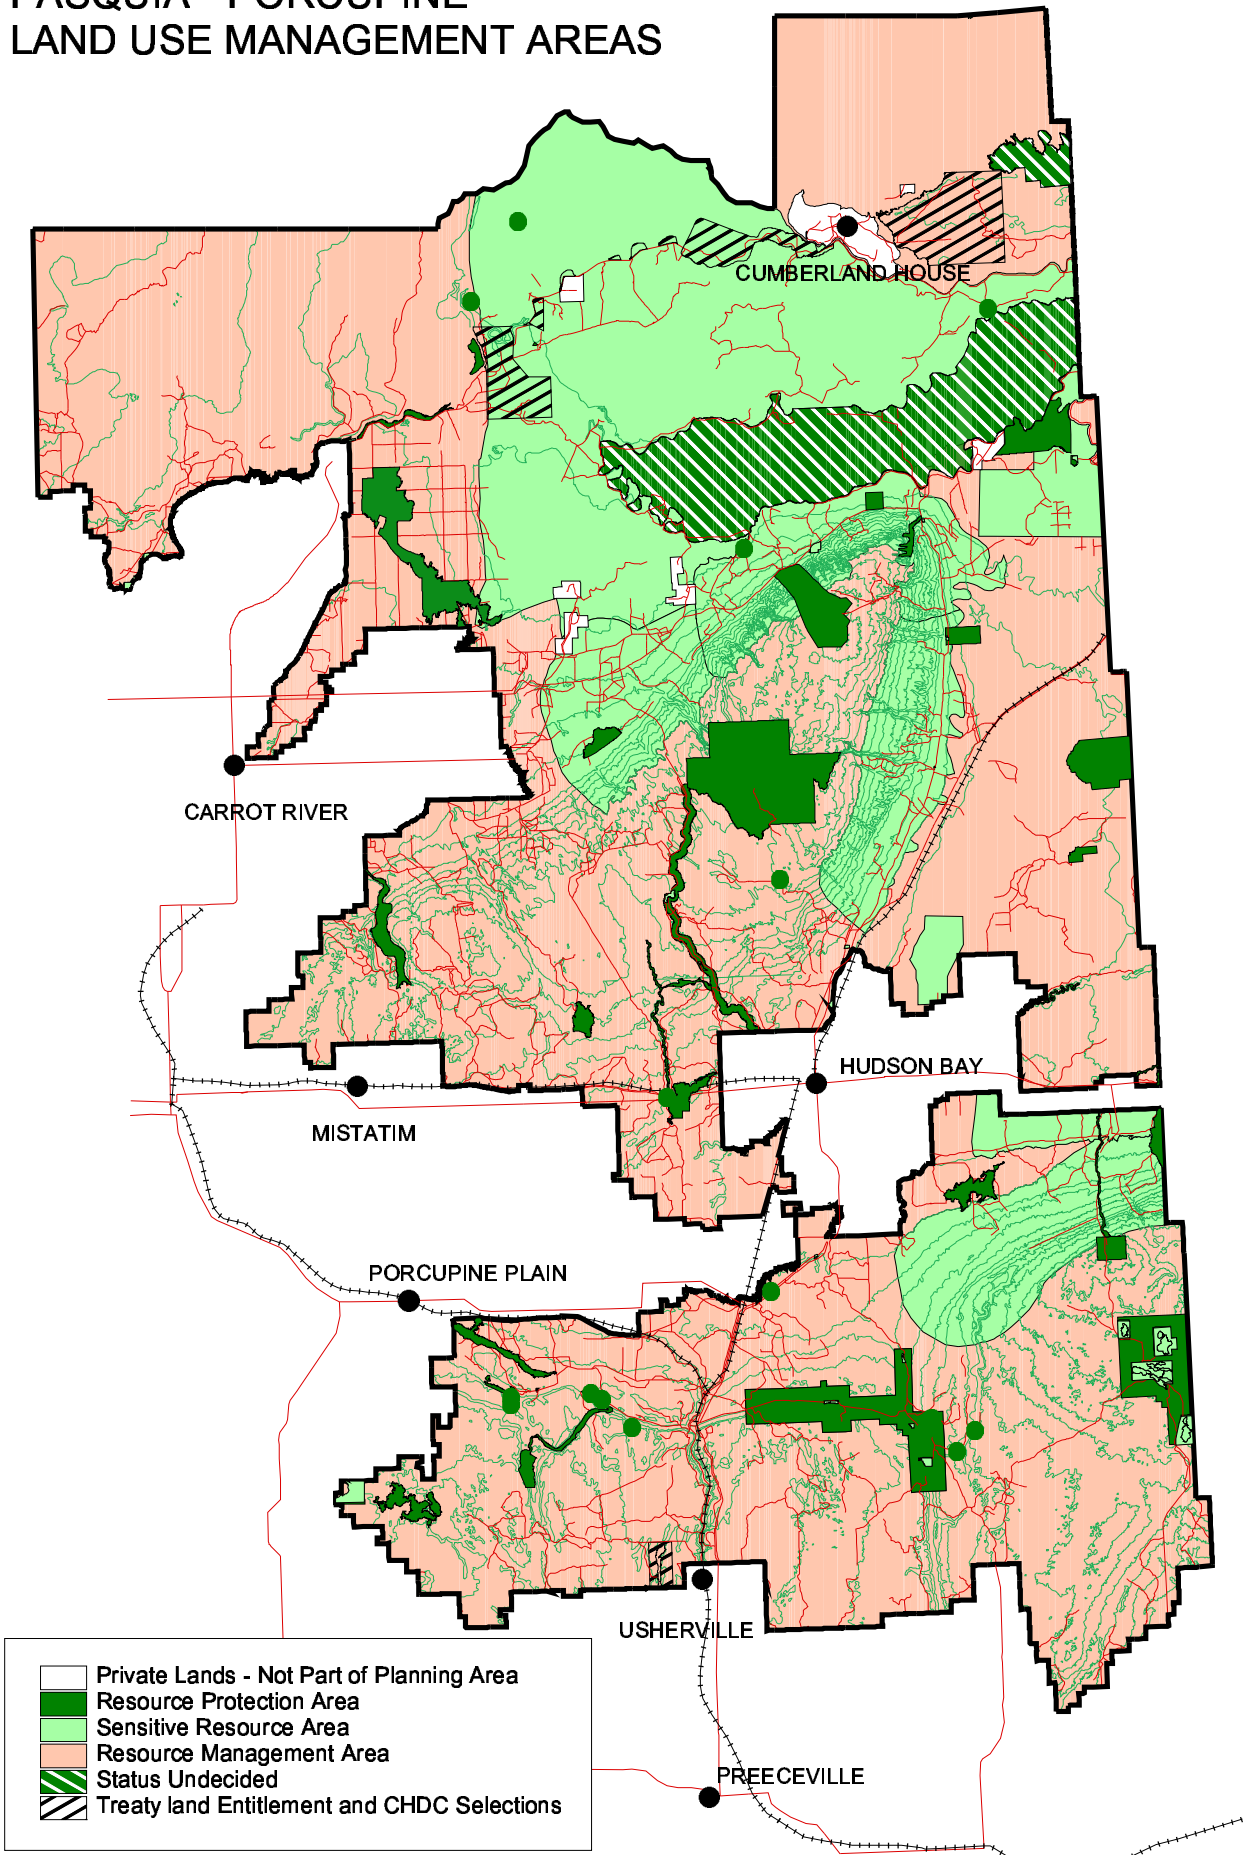 PASQUIA - PORCUPINE
LAND USE MANAGEMENT AREAS
CUMBERLAND HOUSE
CARROT RIVER
HUDSON BAY
MISTATIM
PORCUPINE PLAIN
USHERVILLE
PREECEVILLE
Private Lands - Not Part of Planning Area
Resource Protection Area
Sensitive Resource Area
Resource Management Area
Status Undecided
Treaty land Entitlement and CHDC Selections